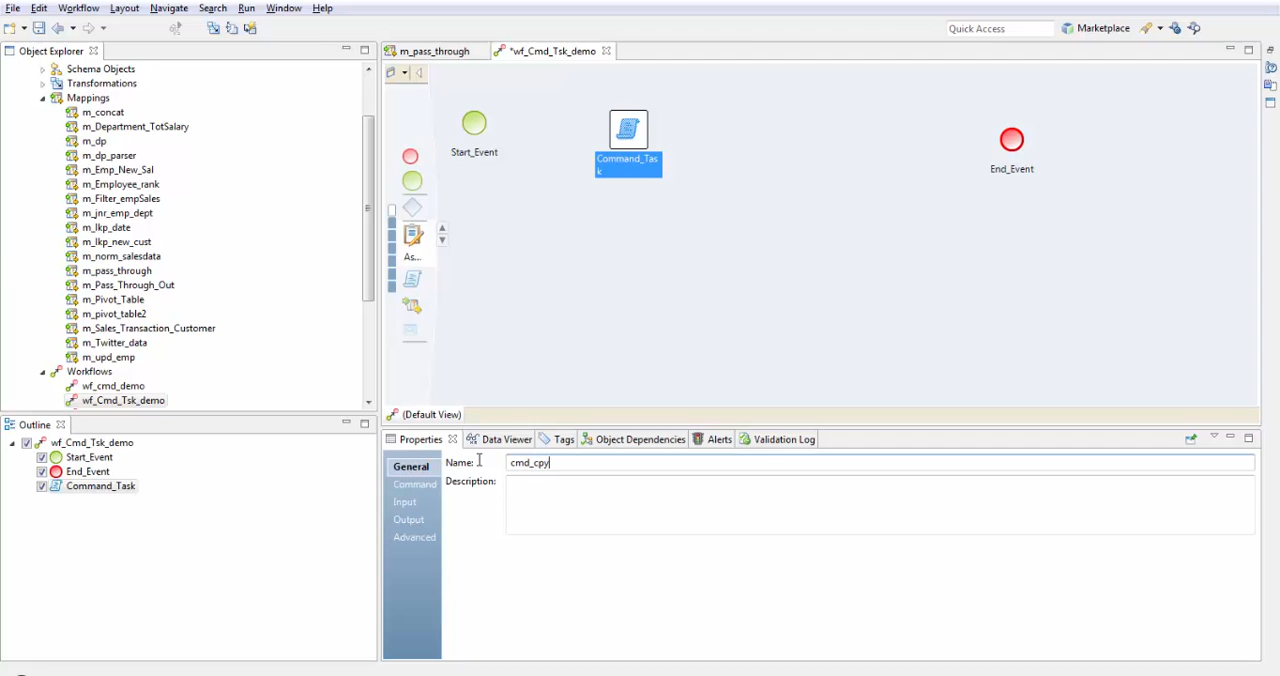 File Edit Workflow Layout Navigate Search Run Window Help
Quick Access Marketplace
Object Explorer
Schema Objects
Transformations
Mappings
m_concat
m_Department_TotSalary
m_dp
m_dp_parser
m_Emp_New_Sal
m_Employee_rank
m_Filter_empSales
m_jnr_emp_dept
m_lkp_date
m_lkp_new_cust
m_norm_salesdata
m_pass_through
m_Pass_Through_Out
m_Pivot_Table
m_pivot_table2
m_Sales_Transaction_Customer
m_Twitter_data
m_upd_emp
Workflows
wf_cmd_demo
wf_Cmd_Tsk_demo
Outline
wf_Cmd_Tsk_demo
Start_Event
End_Event
Command_Task
m_pass_through *wf_Cmd_Tsk_demo
Start_Event
Command_Tas
k
End_Event
As...
(Default View)
Properties Data Viewer Tags Object Dependencies Alerts Validation Log
General
Command
Input
Output
Advanced
Name: cmd_cpy
Description: